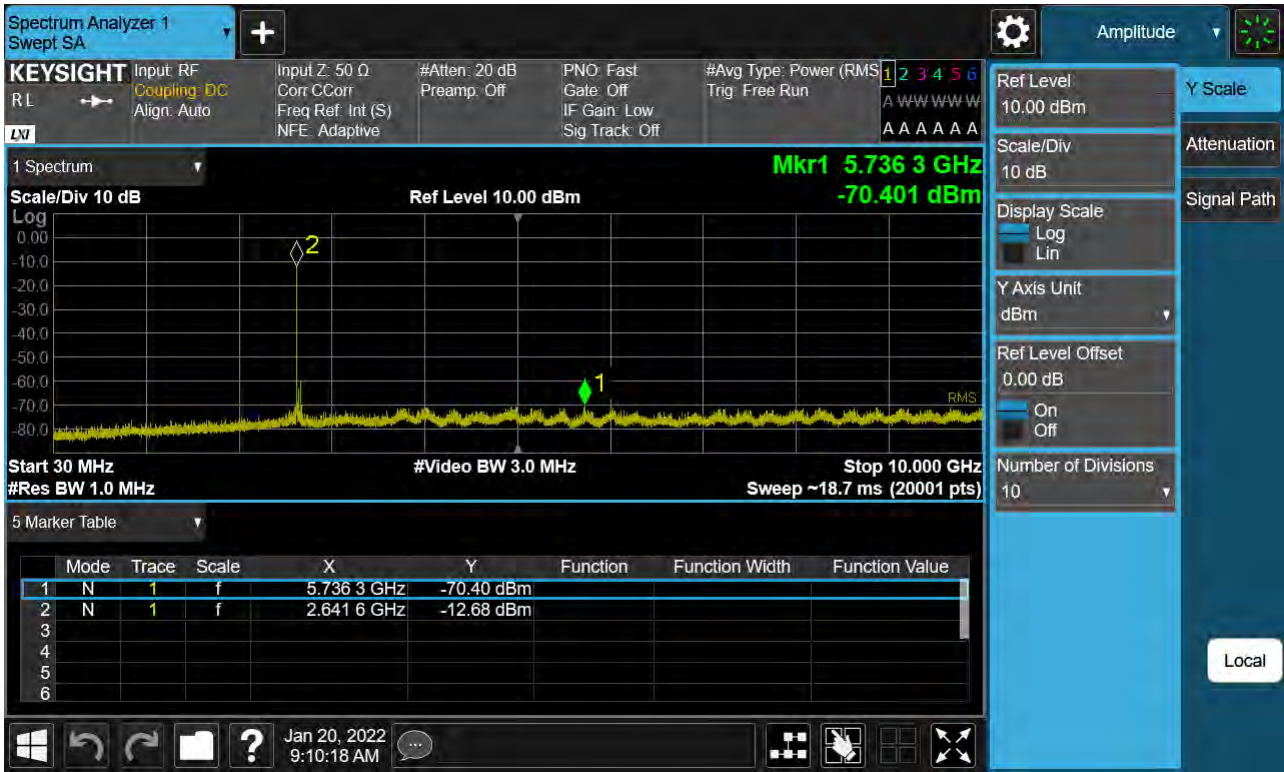 Spectrum Analyzer 1
Swept SA
Amplitude
KEYSIGHT
RL
LXI
Input: RF
Coupling: DC
Align: Auto
Input Z: 50 Ω
Corr CCorr
Freq Ref: Int (S)
NFE: Adaptive
#Atten: 20 dB
Preamp: Off
PNO: Fast
Gate: Off
IF Gain: Low
Sig Track: Off
#Avg Type: Power (RMS
Trig: Free Run
1 2 3 4 5 6
A W W W W W
A A A A A A
1 Spectrum
Mkr1 5.736 3 GHz
-70.401 dBm
Scale/Div 10 dB
Ref Level 10.00 dBm
Log
0.00
-10.0
-20.0
-30.0
-40.0
-50.0
-60.0
-70.0
-80.0
2
1
RMS
Start 30 MHz
#Video BW 3.0 MHz
Stop 10.000 GHz
#Res BW 1.0 MHz
Sweep ~18.7 ms (20001 pts)
5 Marker Table
Mode Trace Scale X Y Function Function Width Function Value
1 N 1 f 5.736 3 GHz -70.40 dBm
2 N 1 f 2.641 6 GHz -12.68 dBm
3
4
5
6
Ref Level
10.00 dBm
Scale/Div
10 dB
Display Scale
Log
Lin
Y Axis Unit
dBm
Ref Level Offset
0.00 dB
On
Off
Number of Divisions
10
Y Scale
Attenuation
Signal Path
Local
?
Jan 20, 2022
9:10:18 AM